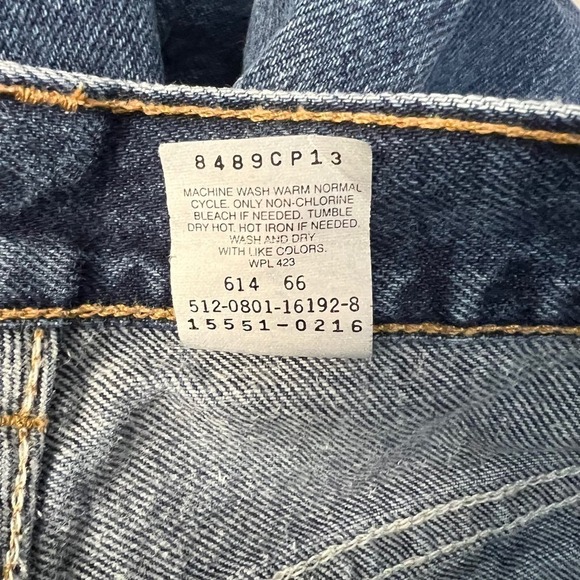 8489CP13
MACHINE WASH WARM NORMAL
CYCLE. ONLY NON-CHLORINE
BLEACH IF NEEDED. TUMBLE
DRY HOT. HOT IRON IF NEEDED.
WASH AND DRY
WITH LIKE COLORS.
WPL 423
614 66
512-0801-16192-8
15551-0216